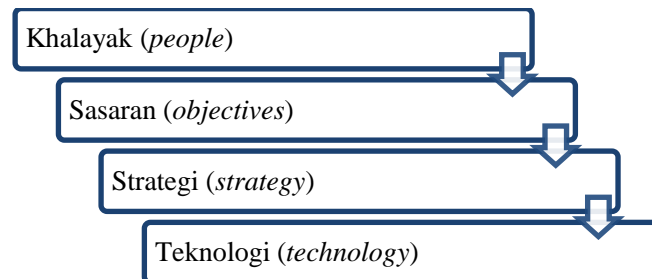 Khalayak (people)
Sasaran (objectives)
Strategi (strategy)
Teknologi (technology)